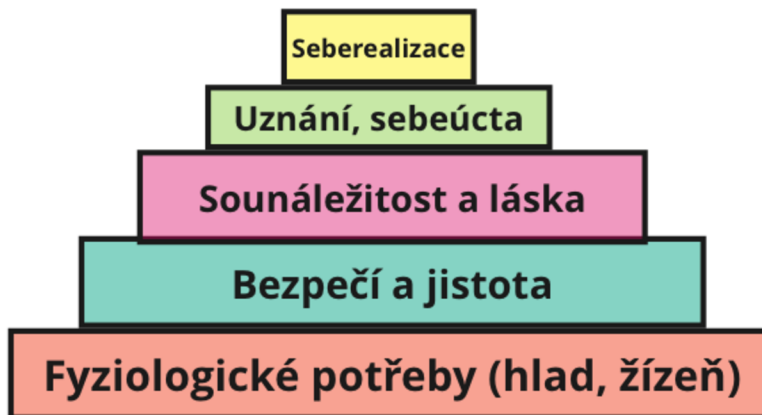 Seberealizace
Uznání, sebeúcta
Sounáležitost a láska
Bezpečí a jistota
Fyziologické potřeby (hlad, žízeň)